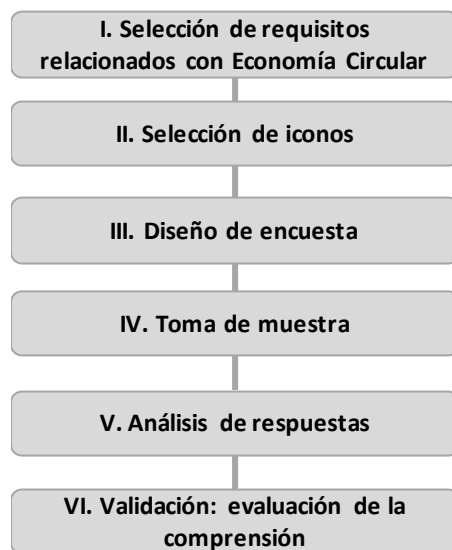 I. Selección de requisitos
relacionados con Economía Circular
II. Selección de iconos
III. Diseño de encuesta
IV. Toma de muestra
V. Análisis de respuestas
VI. Validación: evaluación de la
comprensión